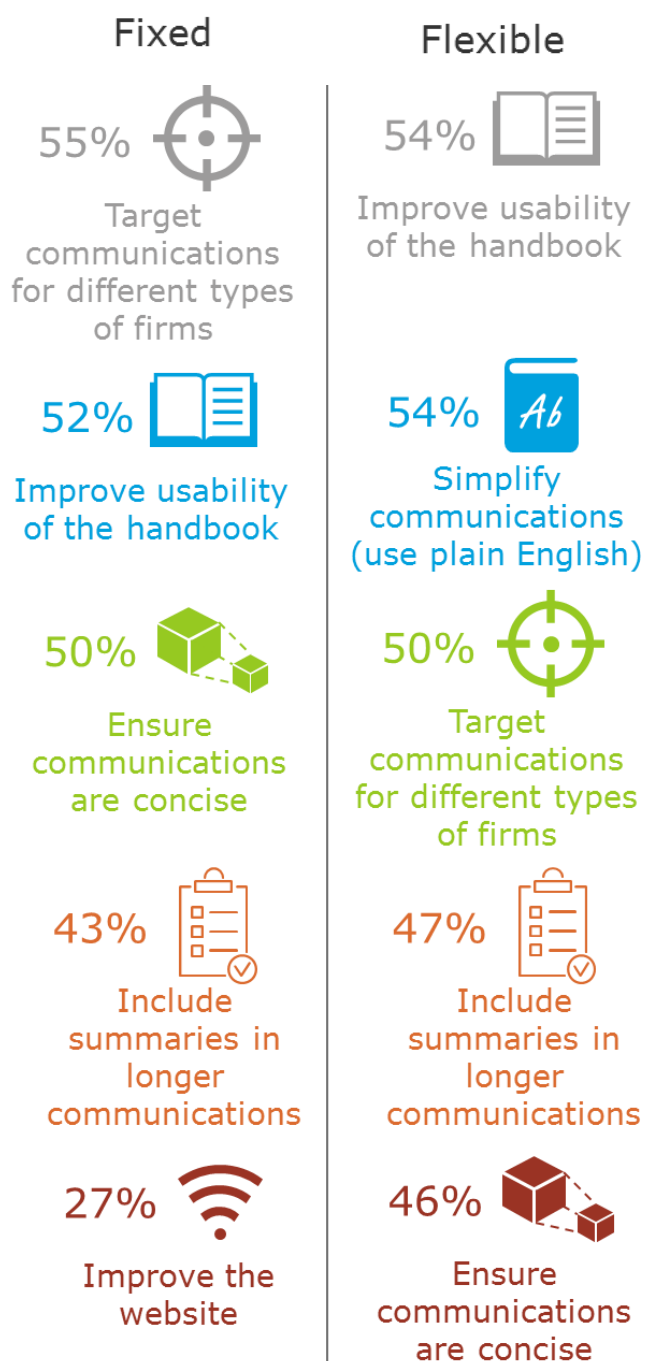 Fixed
55%
Target
communications
for different types
of firms
52%
Improve usability
of the handbook
50%
Ensure
communications
are concise
43%
Include
summaries in
longer
communications
27%
Improve the
website
Flexible
54%
Improve usability
of the handbook
54%
Ab
Simplify
communications
(use plain English)
50%
Target
communications
for different types
of firms
47%
Include
summaries in
longer
communications
46%
Ensure
communications
are concise